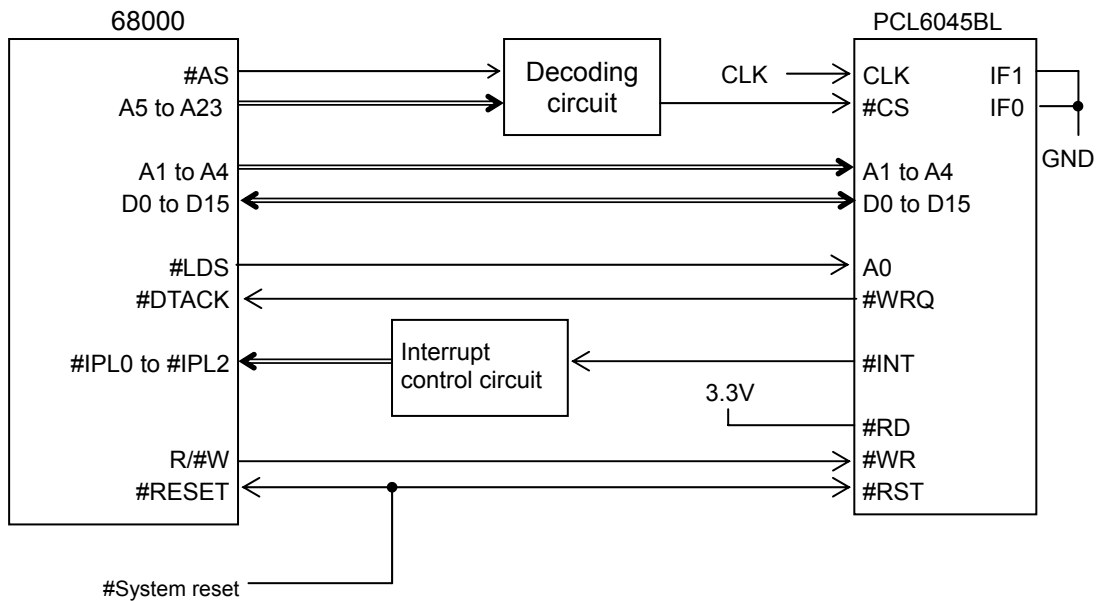 68000
PCL6045BL
#AS
Decoding
circuit
CLK
CLK
IF1
A5 to A23
#CS
IF0
GND
A1 to A4
A1 to A4
D0 to D15
D0 to D15
#LDS
A0
#DTACK
#WRQ
#IPL0 to #IPL2
Interrupt
control circuit
#INT
3.3V
#RD
R/#W
#WR
#RESET
#RST
#System reset